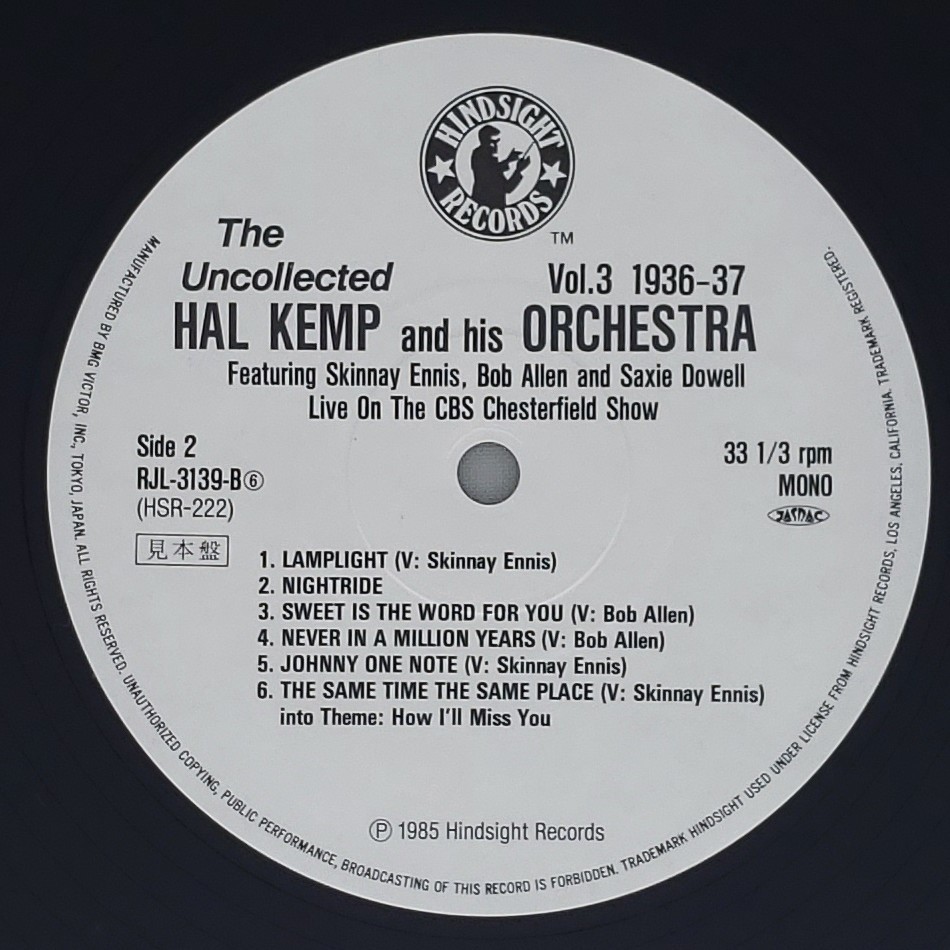 HINDSIGHT
RECORDS
TM
The
Uncollected
Vol.3 1936-37
HAL KEMP and his ORCHESTRA
Featuring Skinnay Ennis, Bob Allen and Saxie Dowell
Live On The CBS Chesterfield Show
Side 2
RJL-3139-B⑥
(HSR-222)
見本盤
33 1/3 rpm
MONO
JASRAC
1. LAMPLIGHT (V: Skinnay Ennis)
2. NIGHTRIDE
3. SWEET IS THE WORD FOR YOU (V: Bob Allen)
4. NEVER IN A MILLION YEARS (V: Bob Allen)
5. JOHNNY ONE NOTE (V: Skinnay Ennis)
6. THE SAME TIME THE SAME PLACE (V: Skinnay Ennis)
into Theme: How I'll Miss You
Ⓟ 1985 Hindsight Records
MANUFACTURED BY BMG VICTOR, INC., TOKYO, JAPAN. ALL RIGHTS RESERVED. UNAUTHORIZED COPYING, PUBLIC PERFORMANCE, BROADCASTING OF THIS RECORD IS FORBIDDEN. TRADEMARK HINDSIGHT USED UNDER LICENSE FROM HINDSIGHT RECORDS, LOS ANGELES, CALIFORNIA. TRADEMARK REGISTERED.